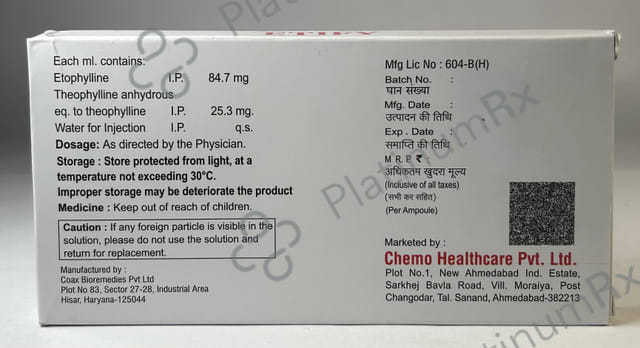 Each ml. contains:
Etophylline I.P. 84.7 mg
Theophylline anhydrous
eq. to theophylline I.P. 25.3 mg.
Water for Injection I.P. q.s.
Dosage: As directed by the Physician.
Storage : Store protected from light, at a
temperature not exceeding 30°C.
Improper storage may be deteriorate the product
Medicine : Keep out of reach of children.
Caution : If any foreign particle is visible in the
solution, please do not use the solution and
return for replacement.
Manufactured by :
Coax Bioremedies Pvt Ltd
Plot No 83, Sector 27-28, Industrial Area
Hisar, Haryana-125044
Mfg Lic No : 604-B(H)
Batch No. :
घान संख्या
Mfg. Date :
उत्पादन की तिथि
Exp . Date :
समाप्ति की तिथि
M R P ₹ :
अधिकतम खुदरा मूल्य
(Inclusive of all taxes)
(सभी कर सहित)
(Per Ampoule)
Marketed by :
Chemo Healthcare Pvt. Ltd.
Plot No.1, New Ahmedabad Ind. Estate,
Sarkhej Bavla Road, Vill. Moraiya, Post
Changodar, Tal. Sanand, Ahmedabad-382213
PlatinumRx
PlatinumRx
PlatinumRx